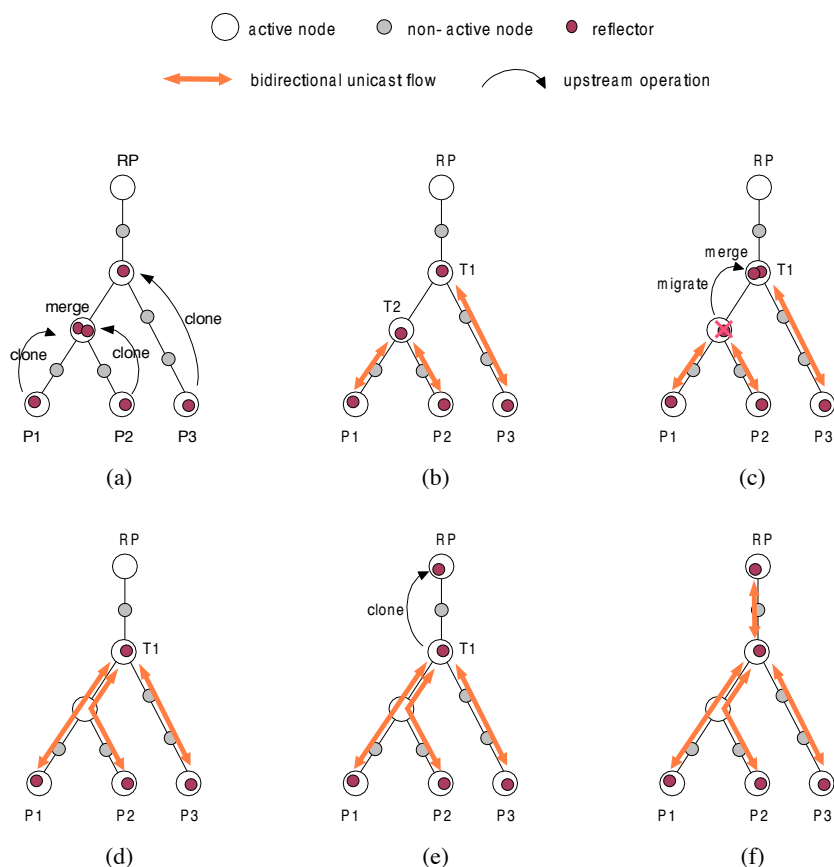 active node non- active node reflector
bidirectional unicast flow upstream operation
RP RP RP
merge
T1 T1
merge T2 migrate
clone
clone clone
P1 P2 P3 P1 P2 P3 P1 P2 P3
(a) (b) (c)
RP RP RP
clone
T1 T1
P1 P2 P3 P1 P2 P3 P1 P2 P3
(d) (e) (f)